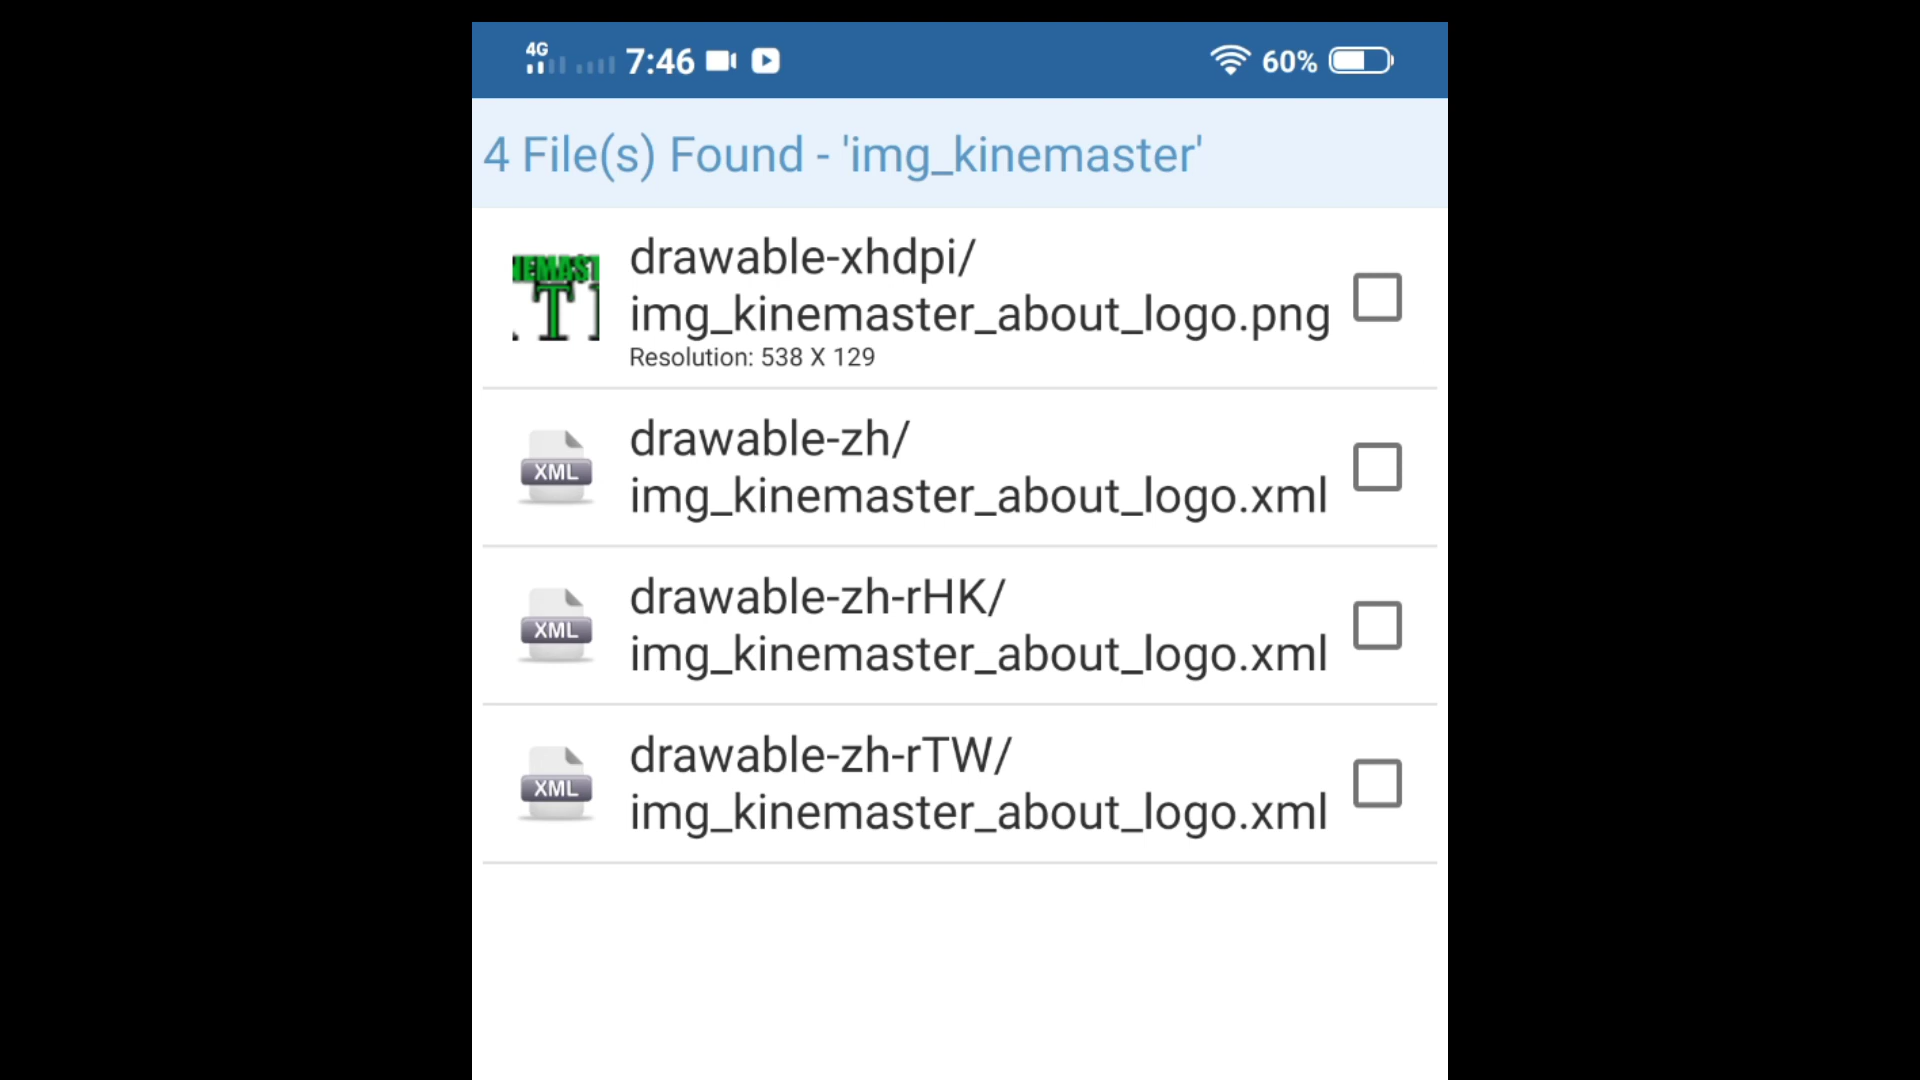 4G 7:46 60%
4 File(s) Found - 'img_kinemaster'
drawable-xhdpi/
img_kinemaster_about_logo.png
Resolution: 538 X 129
drawable-zh/
img_kinemaster_about_logo.xml
XML
drawable-zh-rHK/
img_kinemaster_about_logo.xml
XML
drawable-zh-rTW/
img_kinemaster_about_logo.xml
XML